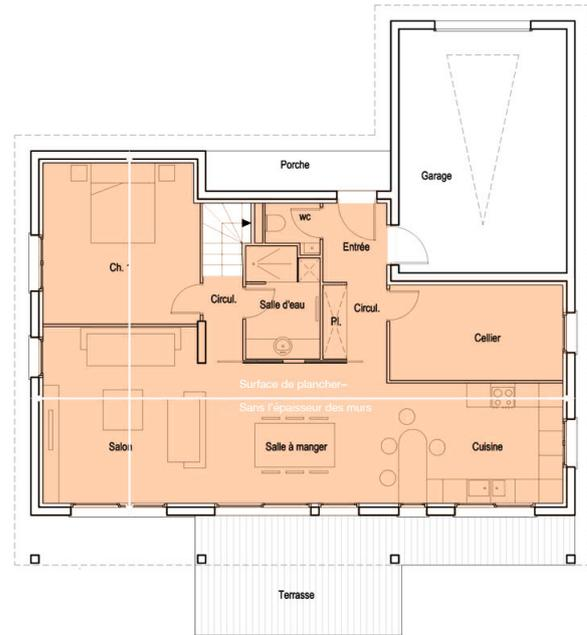 Porche
Garage
wc
Entrée
Ch. 1
Circul.
Salle d'eau
Circul.
Pl.
Cellier
Surface de plancher–
Sans l'épaisseur des murs
Salon
Salle à manger
Cuisine
Terrasse